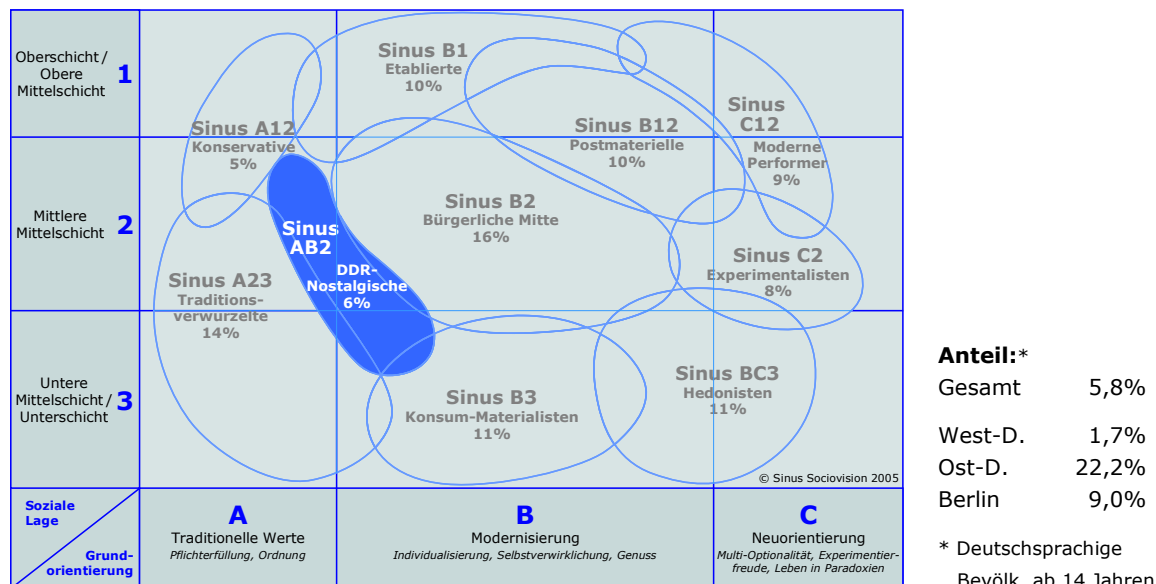 Oberschicht /
Obere
Mittelschicht
1
Sinus B1
Etablierte
10%
Sinus A12
Konservative
5%
Sinus B12
Postmaterielle
10%
Sinus
C12
Moderne
Performer
9%
Mittlere
Mittelschicht
2
Sinus
AB2
DDR-
Nostalgische
6%
Sinus B2
Bürgerliche Mitte
16%
Sinus A23
Traditions-
verwurzelte
14%
Sinus C2
Experimentalisten
8%
Untere
Mittelschicht /
Unterschicht
3
Sinus B3
Konsum-Materialisten
11%
Sinus BC3
Hedonisten
11%
© Sinus Sociovision 2005
Soziale
Lage
Grund-
orientierung
A
Traditionelle Werte
Pflichterfüllung, Ordnung
B
Modernisierung
Individualisierung, Selbstverwirklichung, Genuss
C
Neuorientierung
Multi-Optionalität, Experimentier-
freude, Leben in Paradoxien
Anteil:*
Gesamt 5,8%
West-D. 1,7%
Ost-D. 22,2%
Berlin 9,0%
* Deutschsprachige
Bevölk. ab 14 Jahren